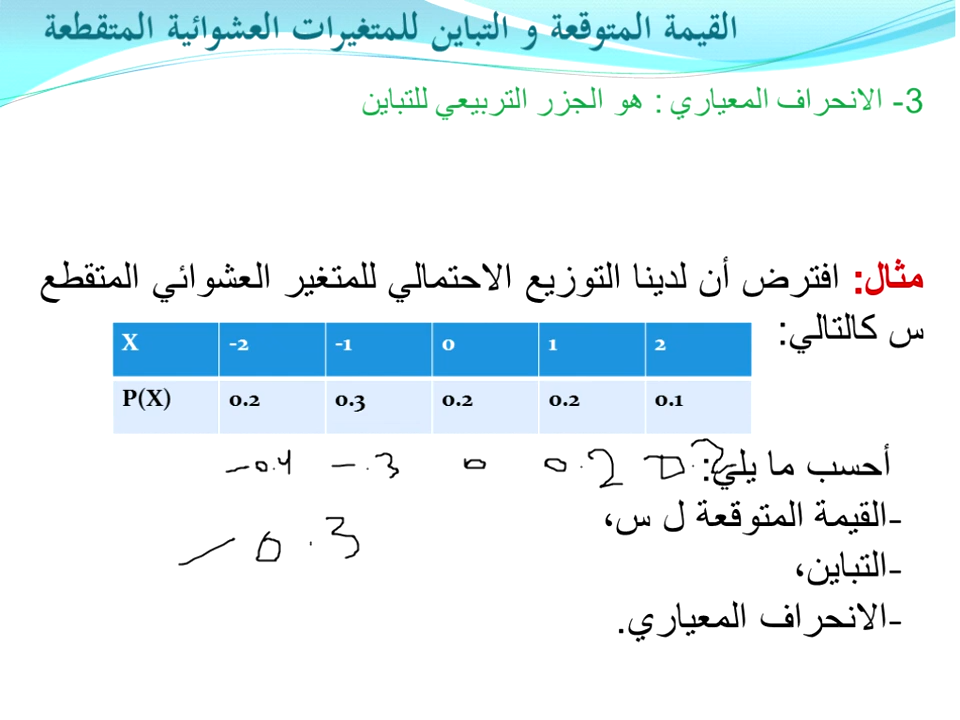 القيمة المتوقعة و التباين للمتغيرات العشوائية المتقطعة
3- الانحراف المعياري : هو الجزر التربيعي للتباين
مثال: افترض أن لدينا التوزيع الاحتمالي للمتغير العشوائي المتقطع
س كالتالي:
X -2 -1 0 1 2
P(X) 0.2 0.3 0.2 0.2 0.1
-0.4 -.3 0 0.2 0.2
أحسب ما يلي:
-0.3
-القيمة المتوقعة ل س،
-التباين،
-الانحراف المعياري.